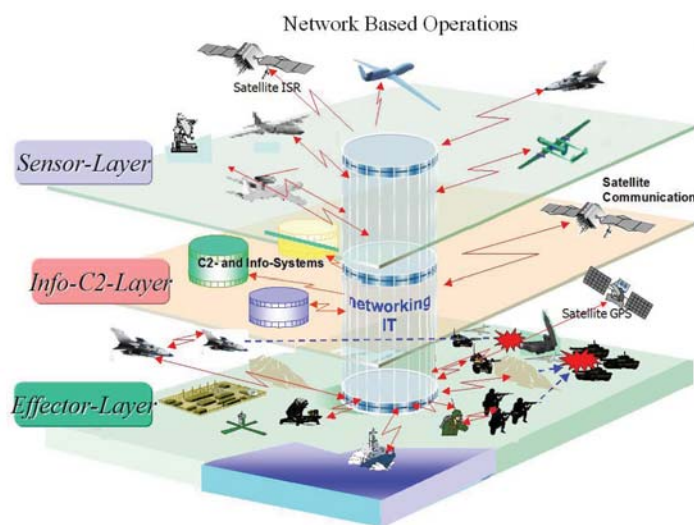 Network Based Operations
Satellite ISR
Sensor-Layer
Satellite
Communication
C2- and Info-Systems
Info-C2-Layer
networking
IT
Satellite GPS
Effector-Layer